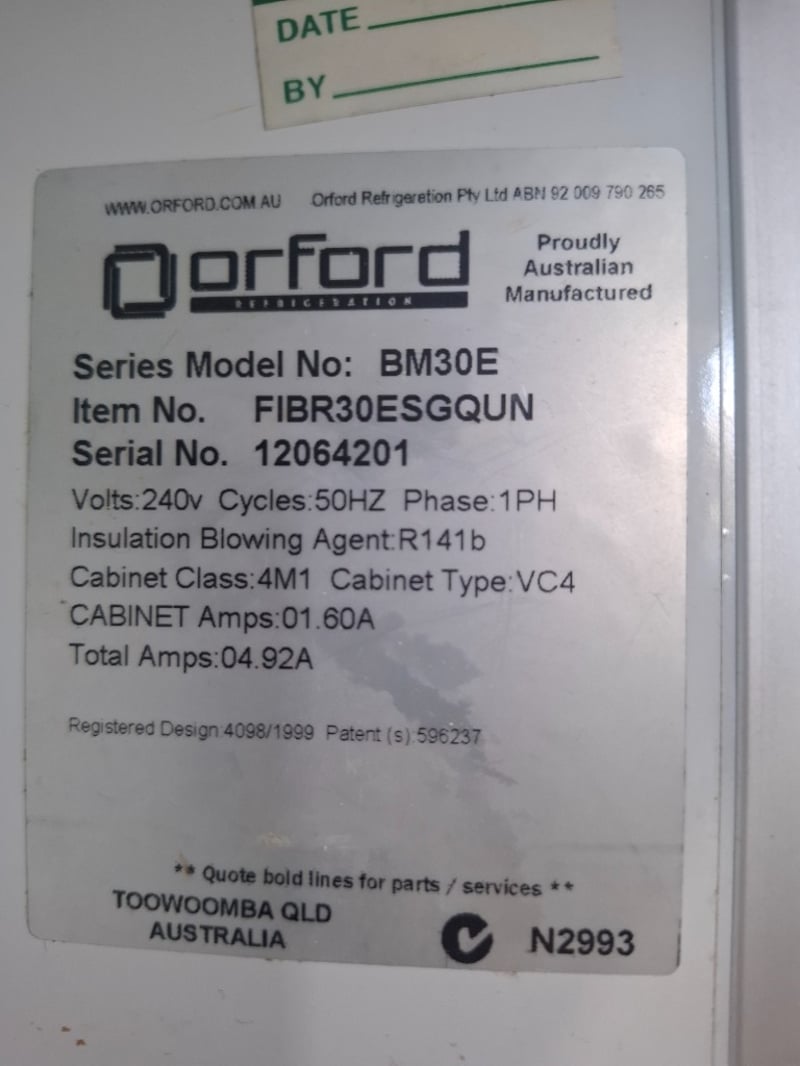 DATE
BY
WWW.ORFORD.COM.AU Orford Refrigeretion Pty Ltd ABN 92 009 790 265
orford
REFRIGERATION
Proudly
Australian
Manufactured
Series Model No: BM30E
Item No. FIBR30ESGQUN
Serial No. 12064201
Volts:240v Cycles:50HZ Phase:1PH
Insulation Blowing Agent:R141b
Cabinet Class:4M1 Cabinet Type:VC4
CABINET Amps:01.60A
Total Amps:04.92A
Registered Design:4098/1999 Patent (s):596237
** Quote bold lines for parts / services **
TOOWOOMBA QLD
AUSTRALIA
N2993